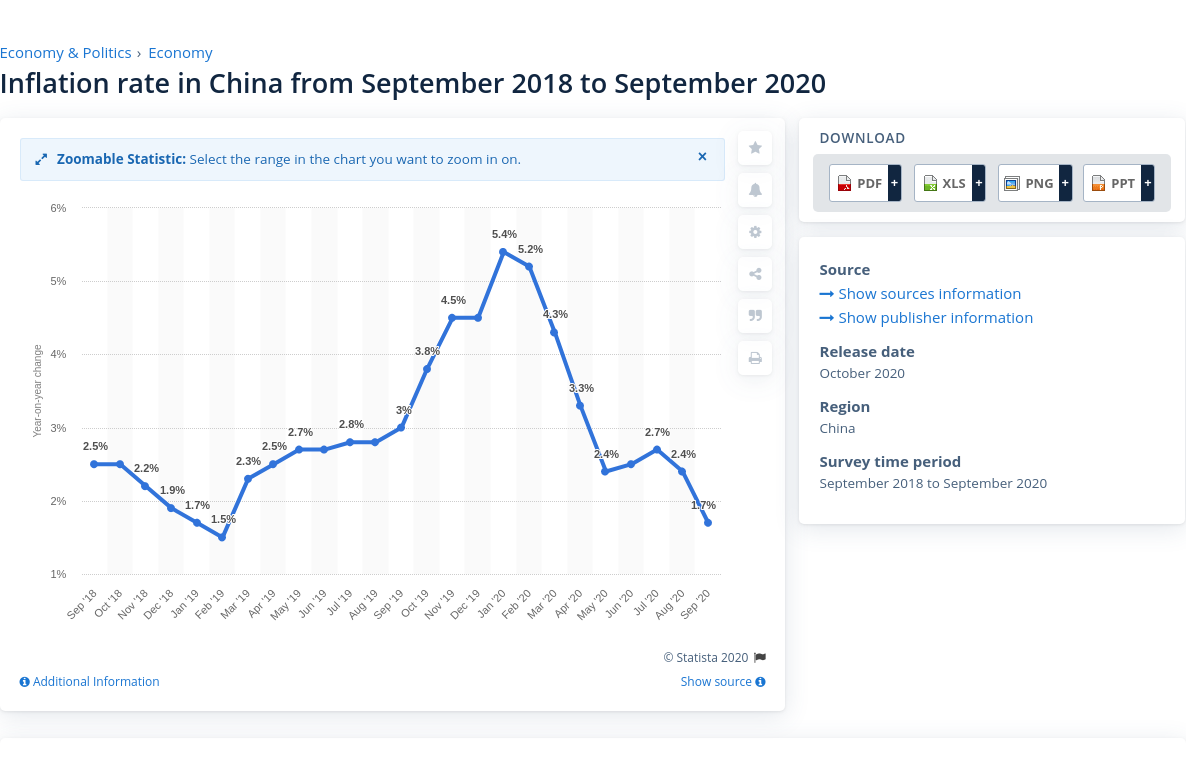 Economy & Politics › Economy
Inflation rate in China from September 2018 to September 2020
Zoomable Statistic: Select the range in the chart you want to zoom in on.
×
Year-on-year change
6%
5%
4%
3%
2%
1%
2.5%
2.2%
1.9%
1.7%
1.5%
2.3%
2.5%
2.7%
2.8%
3%
3.8%
4.5%
5.4%
5.2%
4.3%
3.3%
2.4%
2.7%
2.4%
1.7%
Sep '18
Oct '18
Nov '18
Dec '18
Jan '19
Feb '19
Mar '19
Apr '19
May '19
Jun '19
Jul '19
Aug '19
Sep '19
Oct '19
Nov '19
Dec '19
Jan '20
Feb '20
Mar '20
Apr '20
May '20
Jun '20
Jul '20
Aug '20
Sep '20
© Statista 2020
Additional Information
Show source
DOWNLOAD
PDF + XLS + PNG + PPT +
Source
Show sources information
Show publisher information
Release date
October 2020
Region
China
Survey time period
September 2018 to September 2020